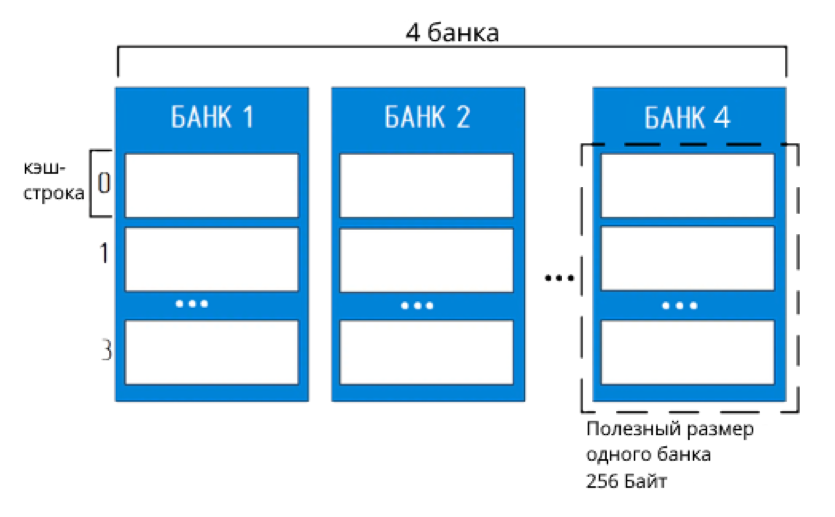 4 банка
БАНК 1
БАНК 2
БАНК 4
кэш-
строка
0
1
...
...
...
...
3
Полезный размер
одного банка
256 Байт